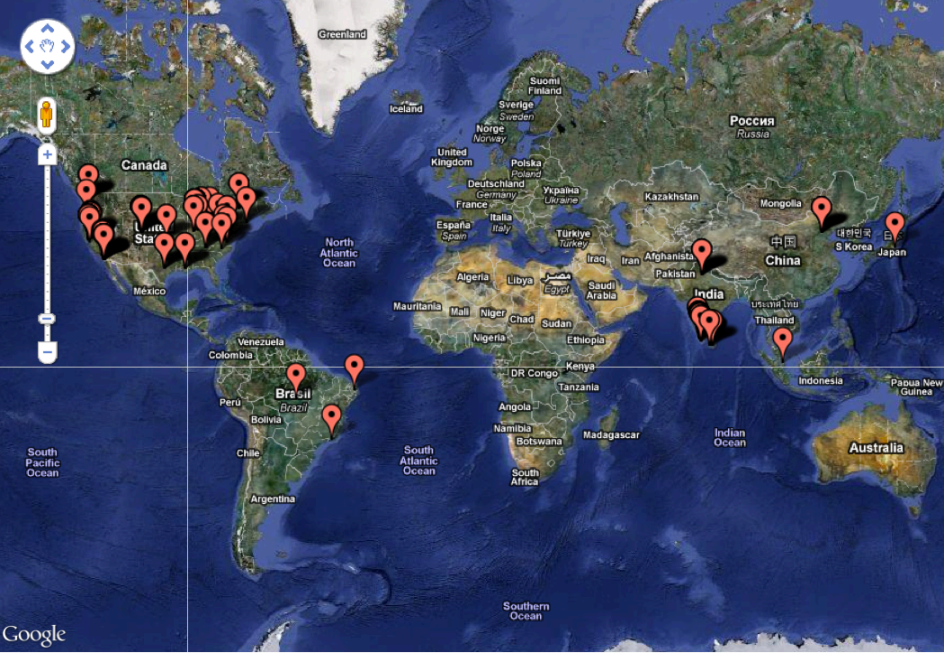 Greenland
Iceland
Suomi
Finland
Sverige
Sweden
Norge
Norway
Россия
Russia
Canada
United
Kingdom
Polska
Poland
Deutschland
Germany
Україна
Ukraine
France
Kazakhstan
Mongolia
Italia
Italy
España
Spain
Türkiye
Turkey
North
Atlantic
Ocean
Iraq
Iran
Afghanista
Pakistan
中国
China
대한민국
S Korea
Japan
México
Algeria
Libya
مصر
Egypt
Saudi
Arabia
India
Mauritania
Mali
Niger
Chad
Sudan
ประเทศไทย
Thailand
Nigeria
Ethiopia
Venezuela
Colombia
DR Congo
Kenya
Tanzania
Indonesia
Papua New
Guinea
Brasil
Brazil
Perú
Bolivia
Angola
Namibia
Botswana
Madagascar
Indian
Ocean
Australia
Chile
South
Pacific
Ocean
South
Atlantic
Ocean
South
Africa
Argentina
Southern
Ocean
Google